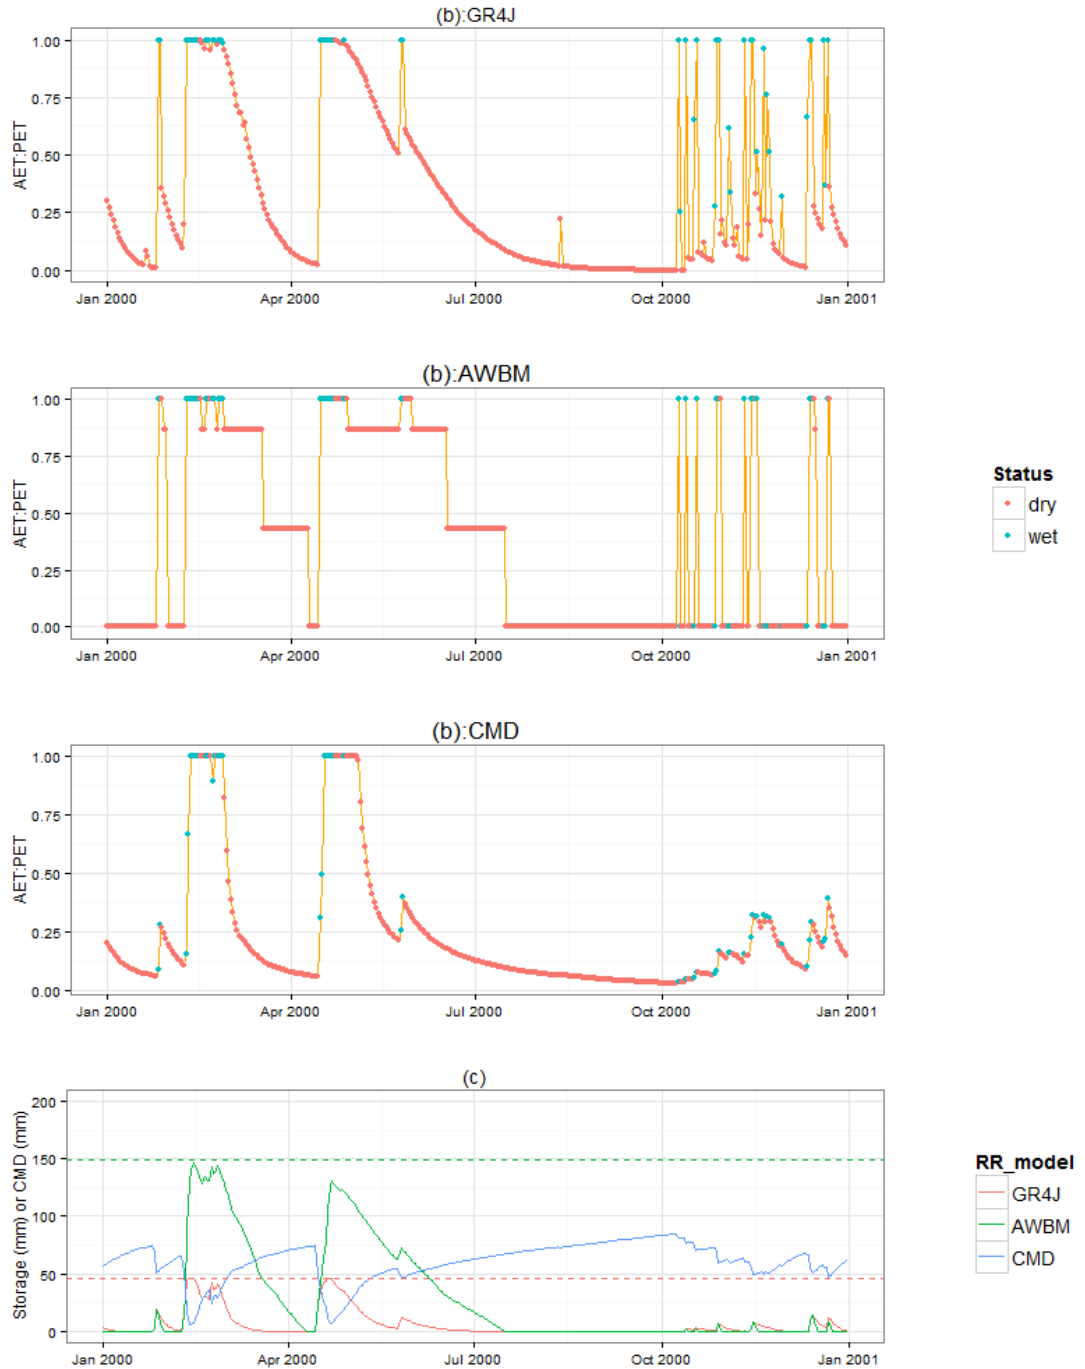 (b):GR4J
AET:PET
1.00
0.75
0.50
0.25
0.00
Jan 2000 Apr 2000 Jul 2000 Oct 2000 Jan 2001
(b):AWBM
AET:PET
1.00
0.75
0.50
0.25
0.00
Jan 2000 Apr 2000 Jul 2000 Oct 2000 Jan 2001
Status
dry
wet
(b):CMD
AET:PET
1.00
0.75
0.50
0.25
0.00
Jan 2000 Apr 2000 Jul 2000 Oct 2000 Jan 2001
(c)
Storage (mm) or CMD (mm)
200
150
100
50
0
Jan 2000 Apr 2000 Jul 2000 Oct 2000 Jan 2001
RR_model
GR4J
AWBM
CMD